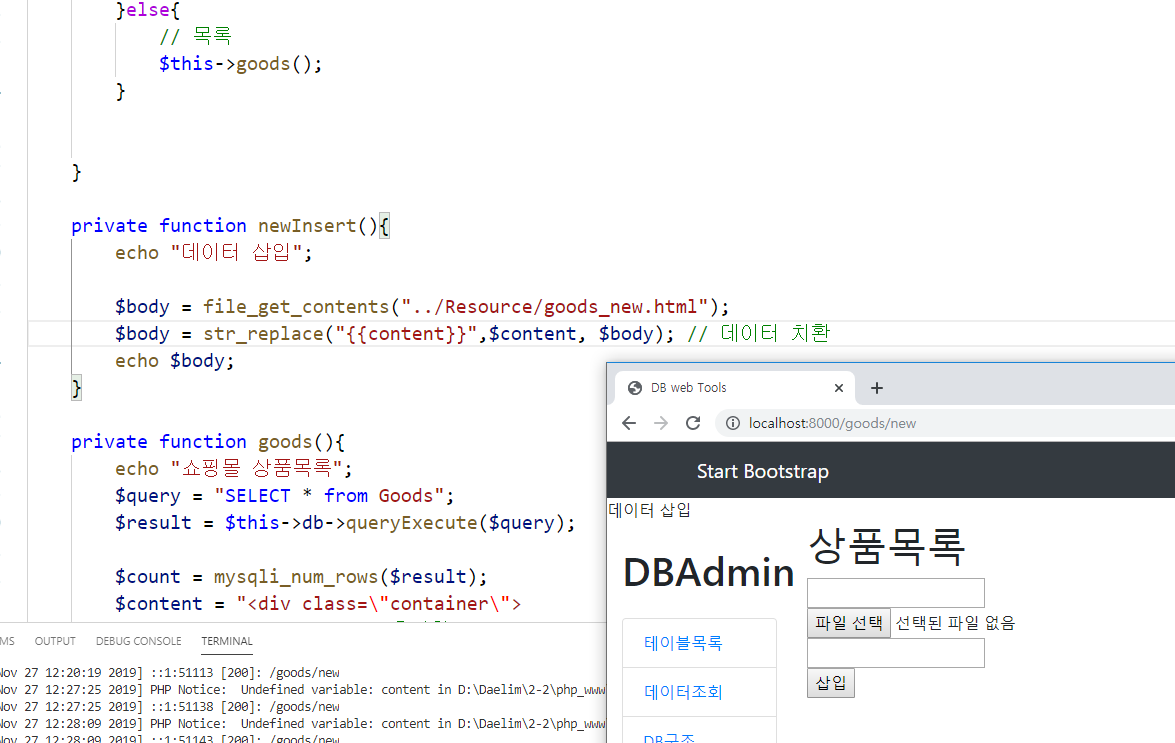 }else{
// 목록
$this->goods();
}
}
private function newInsert(){
echo "데이터 삽입";
$body = file_get_contents("../Resource/goods_new.html");
$body = str_replace("{{content}}",$content, $body); // 데이터 치환
echo $body;
}
private function goods(){
echo "쇼핑몰 상품목록";
$query = "SELECT * from Goods";
$result = $this->db->queryExecute($query);
$count = mysqli_num_rows($result);
$content = "<div class=\"container\">
MS OUTPUT DEBUG CONSOLE TERMINAL
Nov 27 12:20:19 2019] ::1:51113 [200]: /goods/new
Nov 27 12:27:25 2019] PHP Notice:  Undefined variable: content in D:\Daelim\2-2\php_www
Nov 27 12:27:25 2019] ::1:51138 [200]: /goods/new
Nov 27 12:28:09 2019] PHP Notice:  Undefined variable: content in D:\Daelim\2-2\php_www
Nov 27 12:28:09 2019] ::1:51143 [200]: /goods/new
DB web Tools
localhost:8000/goods/new
Start Bootstrap
데이터 삽입
DBAdmin
테이블목록
데이터조회
DB구조
상품목록
파일 선택 선택된 파일 없음
삽입